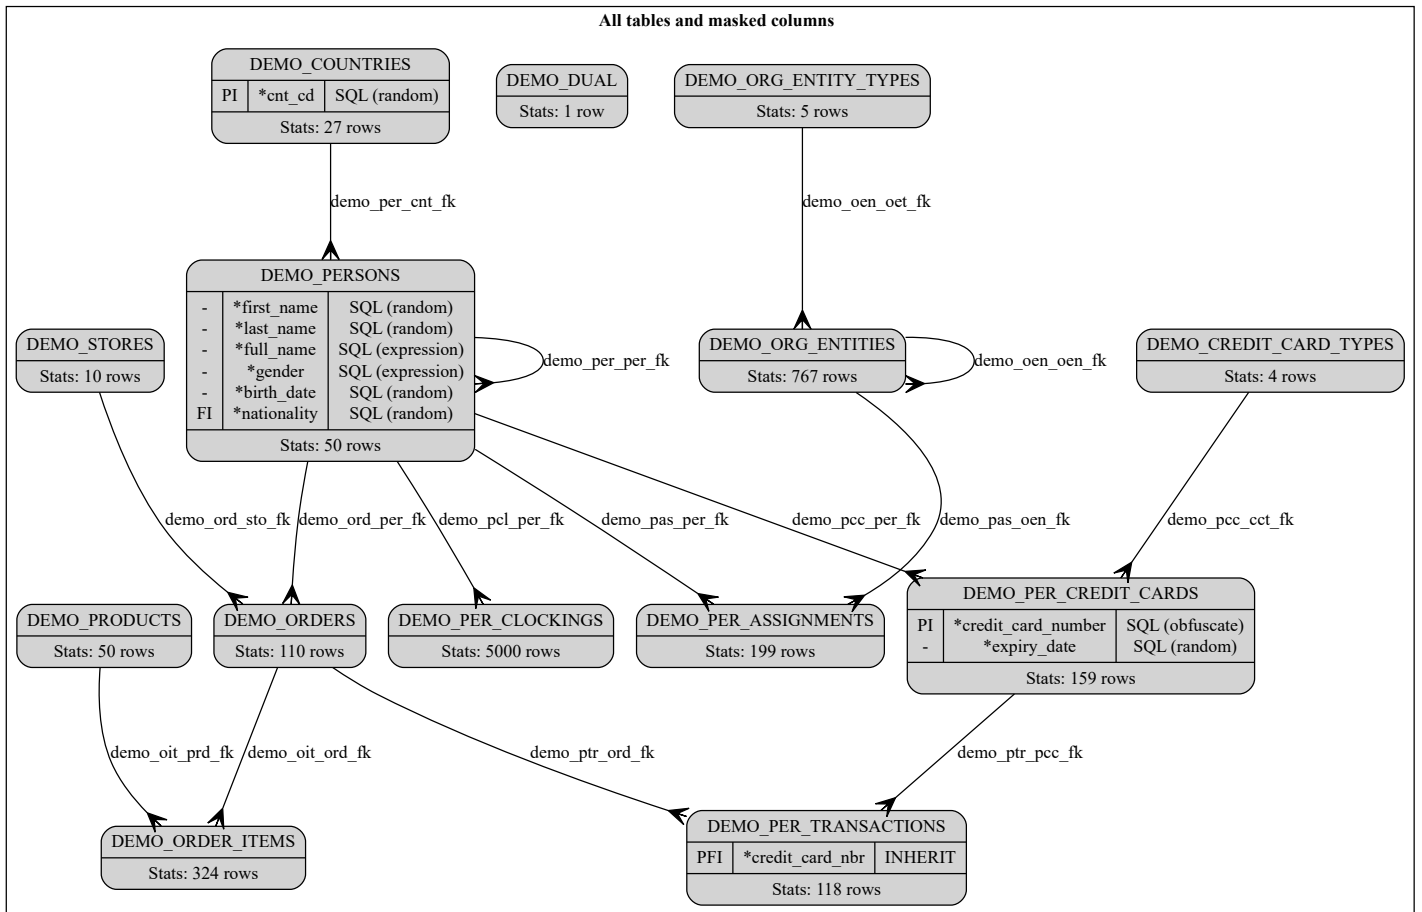 All tables and masked columns
DEMO_COUNTRIES
PI *cnt_cd SQL (random)
Stats: 27 rows
DEMO_DUAL
Stats: 1 row
DEMO_ORG_ENTITY_TYPES
Stats: 5 rows
demo_per_cnt_fk
demo_oen_oet_fk
DEMO_PERSONS
- *first_name SQL (random)
- *last_name SQL (random)
- *full_name SQL (expression)
- *gender SQL (expression)
- *birth_date SQL (random)
FI *nationality SQL (random)
Stats: 50 rows
demo_per_per_fk
DEMO_STORES
Stats: 10 rows
DEMO_ORG_ENTITIES
Stats: 767 rows
demo_oen_oen_fk
DEMO_CREDIT_CARD_TYPES
Stats: 4 rows
demo_ord_sto_fk
demo_ord_per_fk
demo_pcl_per_fk
demo_pas_per_fk
demo_pcc_per_fk
demo_pas_oen_fk
demo_pcc_cct_fk
DEMO_PRODUCTS
Stats: 50 rows
DEMO_ORDERS
Stats: 110 rows
DEMO_PER_CLOCKINGS
Stats: 5000 rows
DEMO_PER_ASSIGNMENTS
Stats: 199 rows
DEMO_PER_CREDIT_CARDS
PI *credit_card_number SQL (obfuscate)
- *expiry_date SQL (random)
Stats: 159 rows
demo_oit_prd_fk
demo_oit_ord_fk
demo_ptr_ord_fk
demo_ptr_pcc_fk
DEMO_ORDER_ITEMS
Stats: 324 rows
DEMO_PER_TRANSACTIONS
PFI *credit_card_nbr INHERIT
Stats: 118 rows